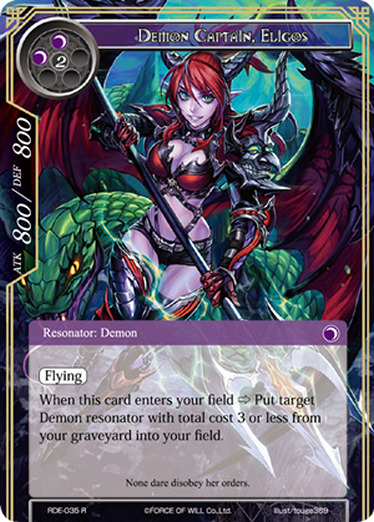 Demon Captain, Eligos
2
ATK 800 / DEF 800
Resonator: Demon
Flying
When this card enters your field ⇨ Put target
Demon resonator with total cost 3 or less from
your graveyard into your field.
None dare disobey her orders.
RDE-035 R ©FORCE OF WILL Co.,Ltd. Illust/touge369